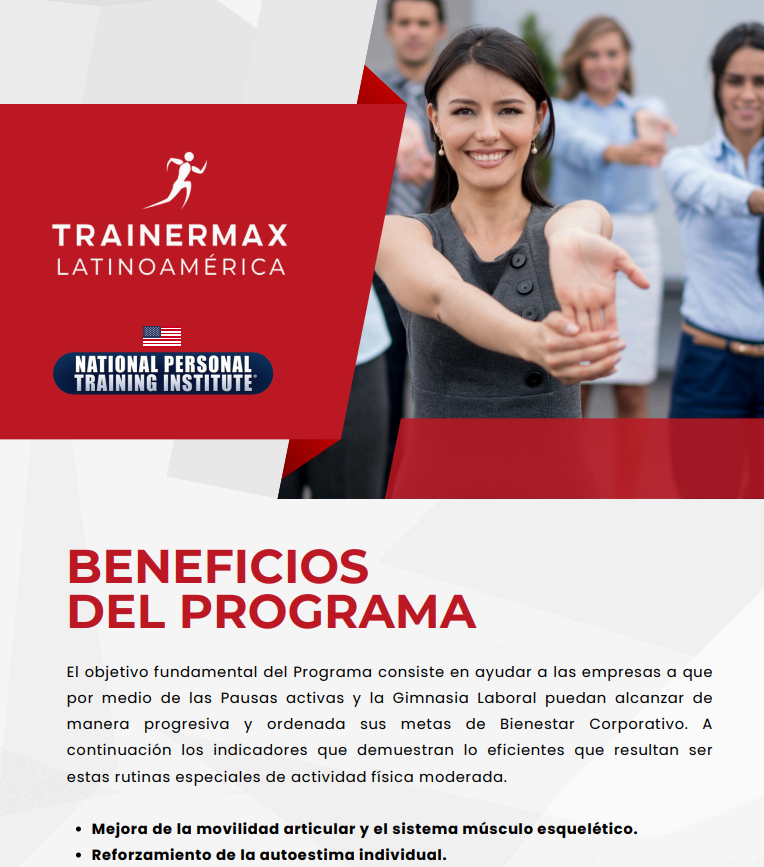 TRAINERMAX
LATINOAMÉRICA
NATIONAL PERSONAL
TRAINING INSTITUTE®
BENEFICIOS
DEL PROGRAMA
El objetivo fundamental del Programa consiste en ayudar a las empresas a que
por medio de las Pausas activas y la Gimnasia Laboral puedan alcanzar de
manera progresiva y ordenada sus metas de Bienestar Corporativo. A
continuación los indicadores que demuestran lo eficientes que resultan ser
estas rutinas especiales de actividad física moderada.
• Mejora de la movilidad articular y el sistema músculo esquelético.
• Reforzamiento de la autoestima individual.